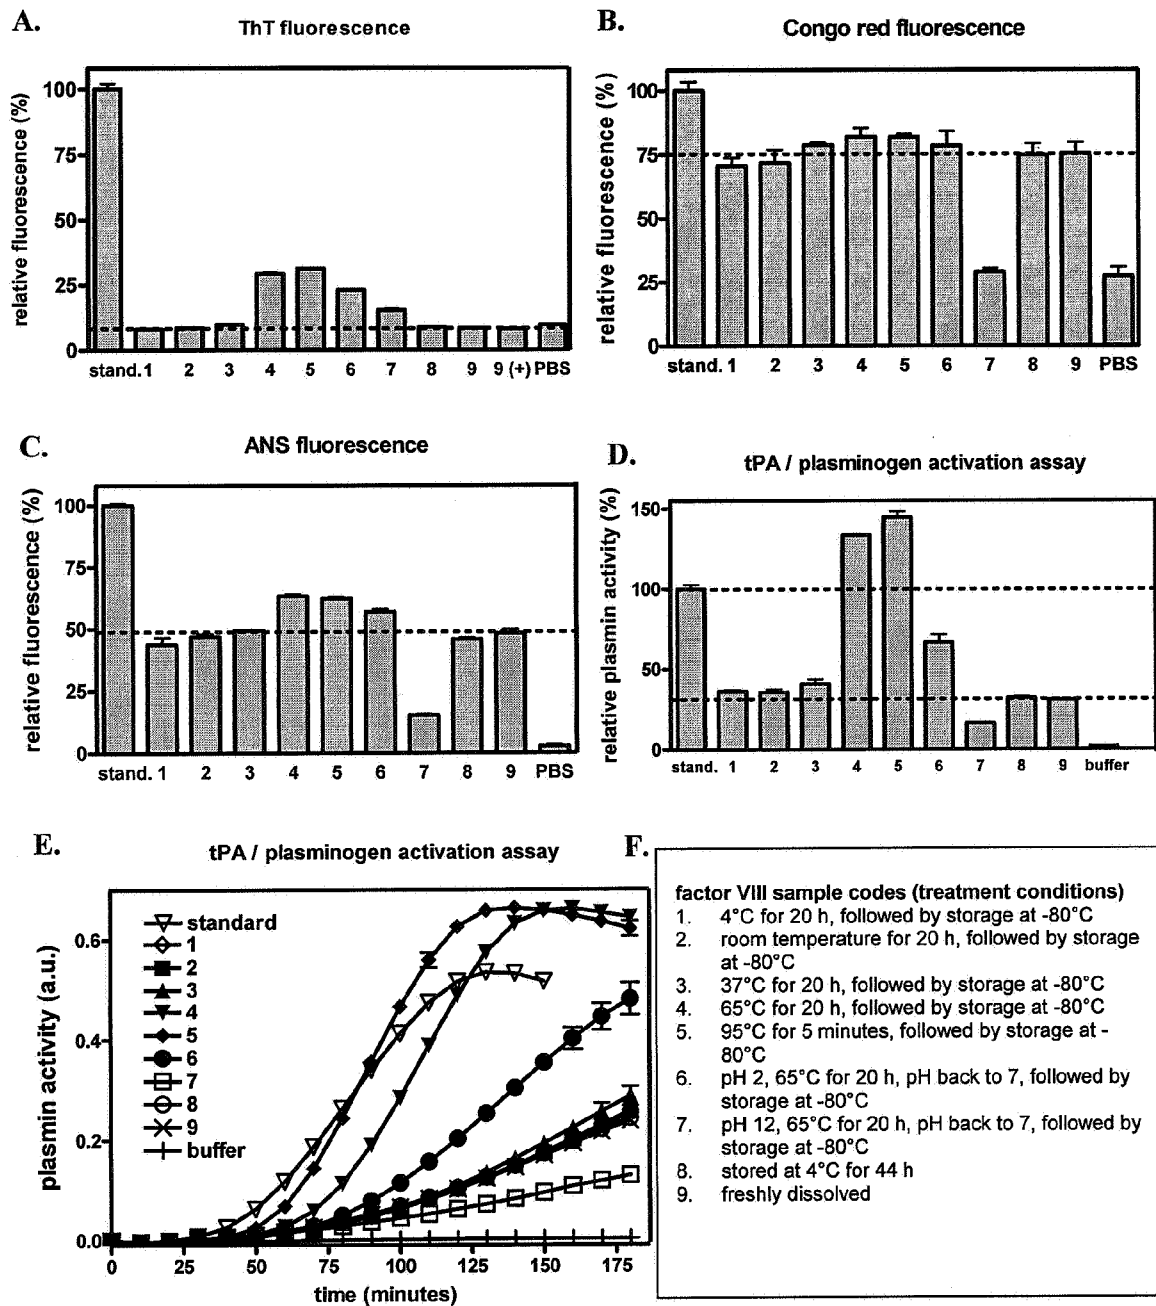 A.
ThT fluorescence
relative fluorescence (%)
100
75
50
25
0
stand. 1 2 3 4 5 6 7 8 9 9 (+) PBS
B.
Congo red fluorescence
relative fluorescence (%)
100
75
50
25
0
stand. 1 2 3 4 5 6 7 8 9 PBS
C.
ANS fluorescence
relative fluorescence (%)
100
75
50
25
0
stand. 1 2 3 4 5 6 7 8 9 PBS
D.
tPA / plasminogen activation assay
relative plasmin activity (%)
150
100
50
0
stand. 1 2 3 4 5 6 7 8 9 buffer
E.
tPA / plasminogen activation assay
plasmin activity (a.u.)
0.6
0.4
0.2
0.0
standard
1
2
3
4
5
6
7
8
9
buffer
0 25 50 75 100 125 150 175
time (minutes)
F.
factor VIII sample codes (treatment conditions)
1. 4°C for 20 h, followed by storage at -80°C
2. room temperature for 20 h, followed by storage
at -80°C
3. 37°C for 20 h, followed by storage at -80°C
4. 65°C for 20 h, followed by storage at -80°C
5. 95°C for 5 minutes, followed by storage at -
80°C
6. pH 2, 65°C for 20 h, pH back to 7, followed by
storage at -80°C
7. pH 12, 65°C for 20 h, pH back to 7, followed by
storage at -80°C
8. stored at 4°C for 44 h
9. freshly dissolved